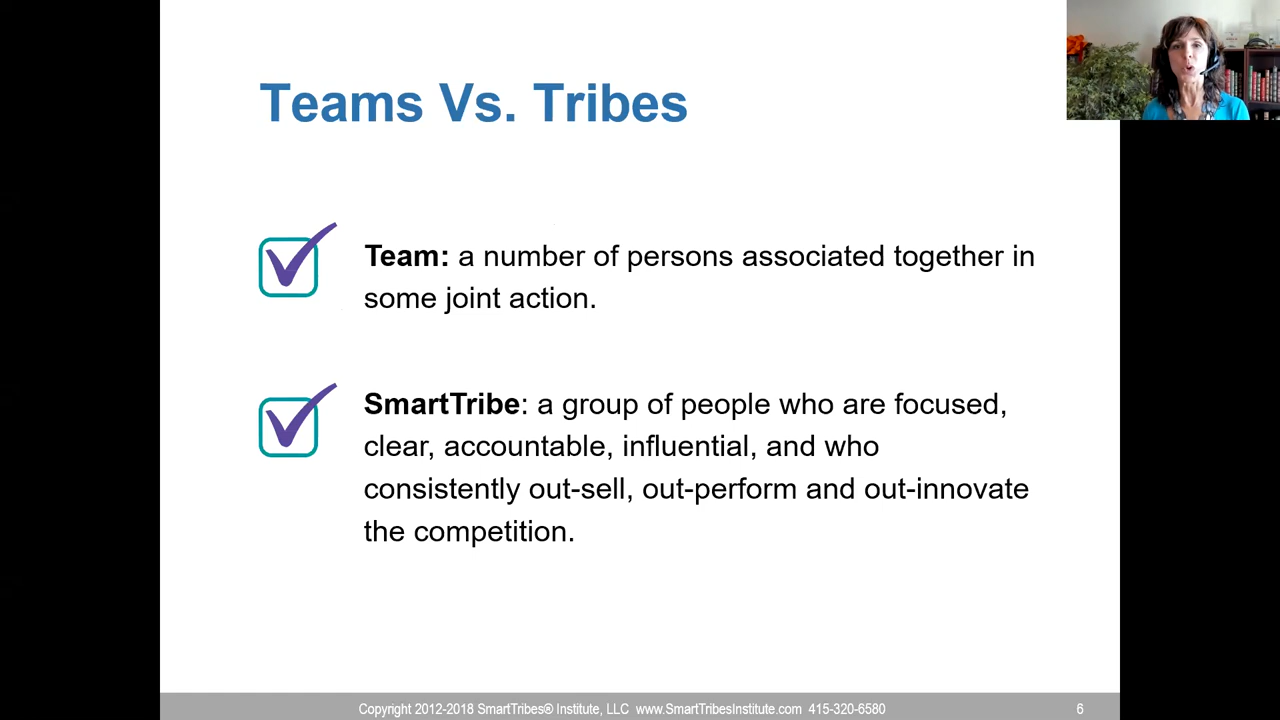 Teams Vs. Tribes
Team: a number of persons associated together in
some joint action.
SmartTribe: a group of people who are focused,
clear, accountable, influential, and who
consistently out-sell, out-perform and out-innovate
the competition.
Copyright 2012-2018 SmartTribes® Institute, LLC www.SmartTribesInstitute.com 415-320-6580 6